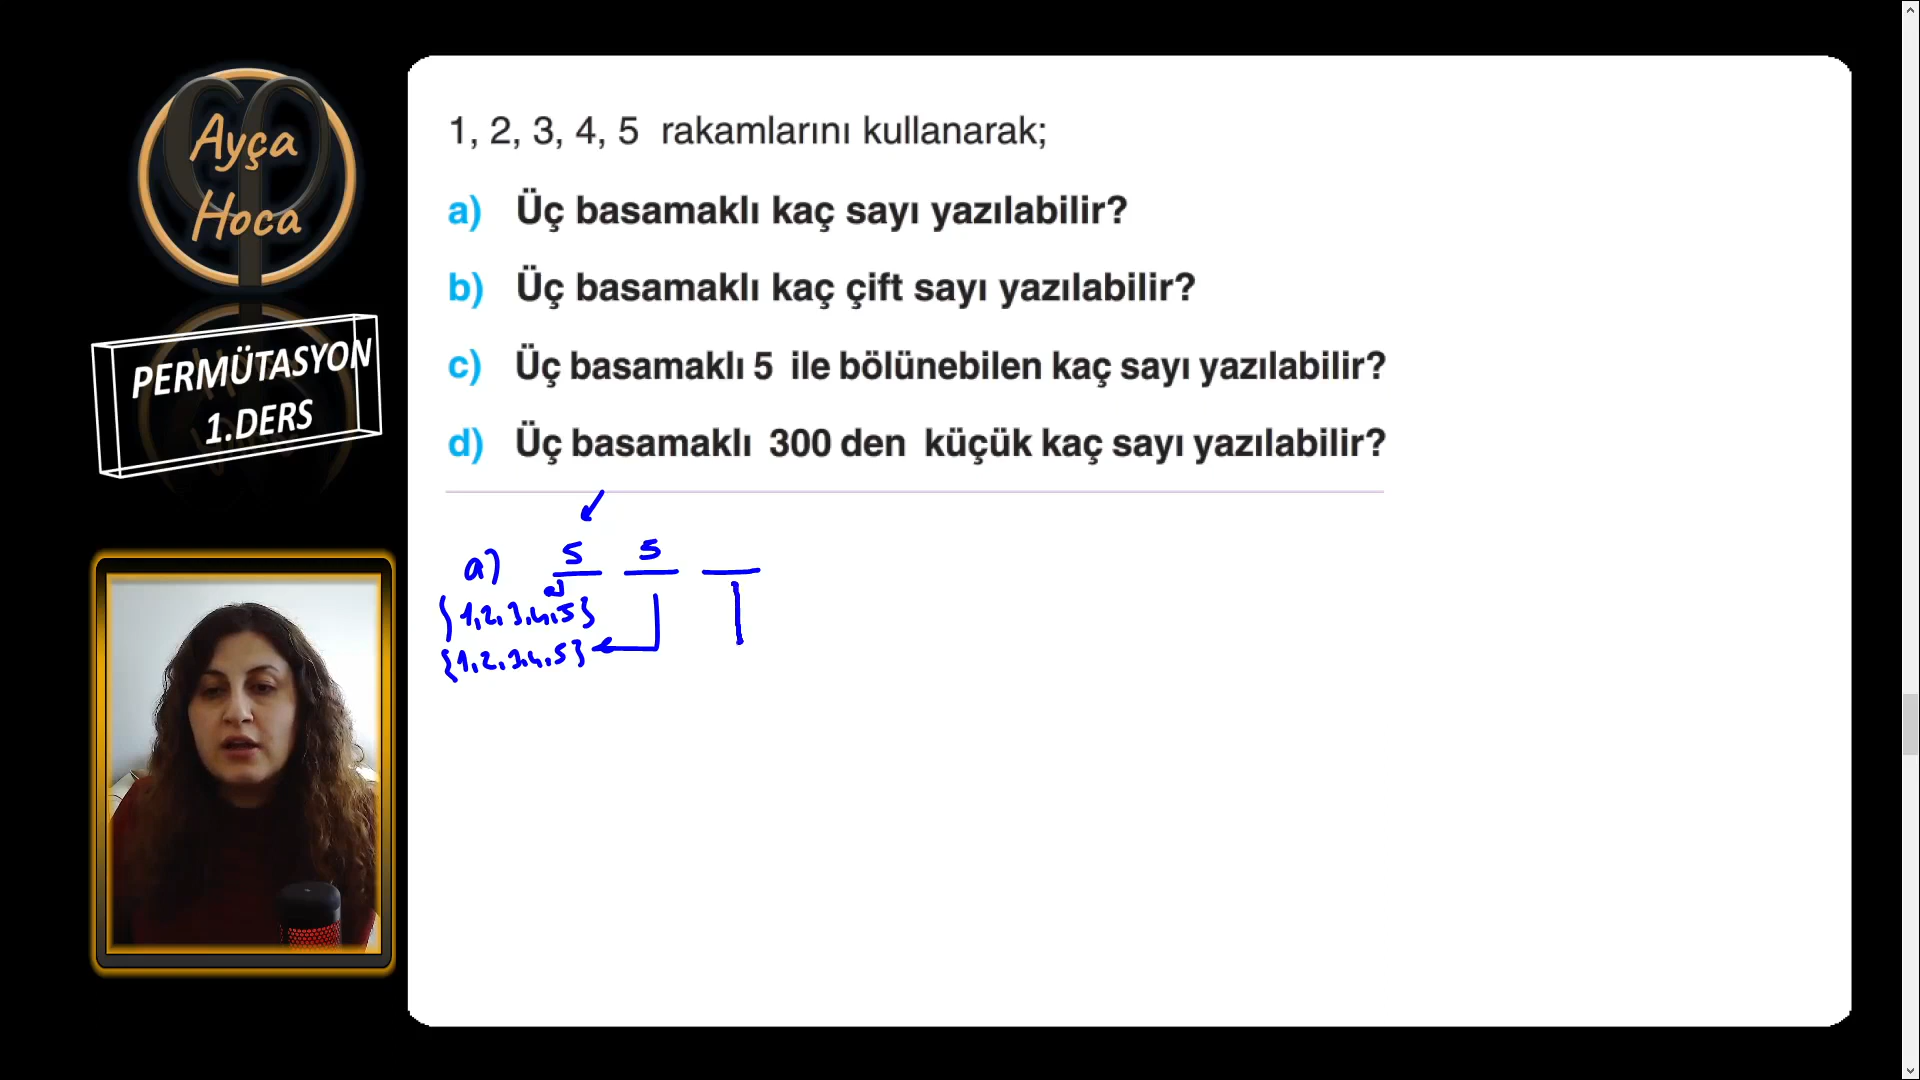 Ayça
Hoca
PERMÜTASYON
1.DERS
1, 2, 3, 4, 5 rakamlarını kullanarak;
a) Üç basamaklı kaç sayı yazılabilir?
b) Üç basamaklı kaç çift sayı yazılabilir?
c) Üç basamaklı 5 ile bölünebilen kaç sayı yazılabilir?
d) Üç basamaklı 300 den küçük kaç sayı yazılabilir?
a) 5 5
{1,2,3,4,5}
{1,2,3,4,5}